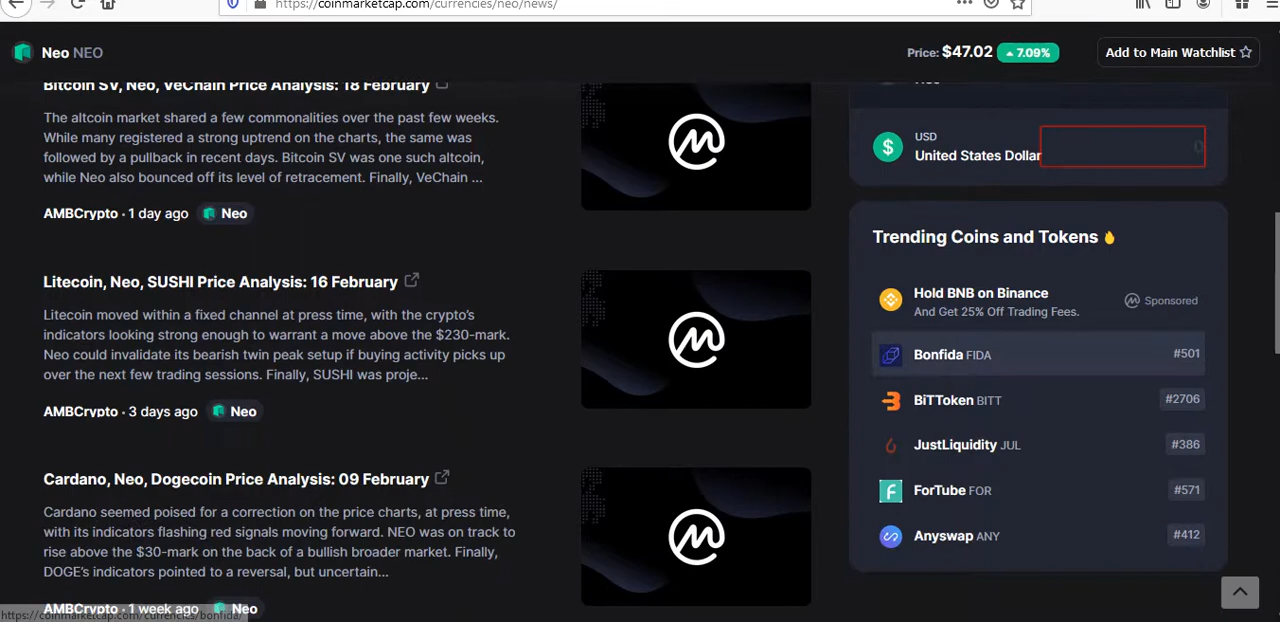 https://coinmarketcap.com/currencies/neo/news/
Neo NEO
Price: $47.02 7.09%
Add to Main Watchlist
Bitcoin SV, Neo, VeChain Price Analysis: 18 February
The altcoin market shared a few commonalities over the past few weeks.
While many registered a strong uptrend on the charts, the same was
followed by a pullback in recent days. Bitcoin SV was one such altcoin,
while Neo also bounced off its level of retracement. Finally, VeChain ...
AMBCrypto • 1 day ago Neo
Litecoin, Neo, SUSHI Price Analysis: 16 February
Litecoin moved within a fixed channel at press time, with the crypto's
indicators looking strong enough to warrant a move above the $230-mark.
Neo could invalidate its bearish twin peak setup if buying activity picks up
over the next few trading sessions. Finally, SUSHI was proje...
AMBCrypto • 3 days ago Neo
Cardano, Neo, Dogecoin Price Analysis: 09 February
Cardano seemed poised for a correction on the price charts, at press time,
with its indicators flashing red signals moving forward. NEO was on track to
rise above the $30-mark on the back of a bullish broader market. Finally,
DOGE's indicators pointed to a reversal, but uncertain...
AMBCrypto • 1 week ago Neo
https://coinmarketcap.com/currencies/bonfida/
USD
United States Dollar
0
Trending Coins and Tokens 🔥
Hold BNB on Binance
And Get 25% Off Trading Fees.
Sponsored
Bonfida FIDA #501
BiTToken BITT #2706
JustLiquidity JUL #386
ForTube FOR #571
Anyswap ANY #412